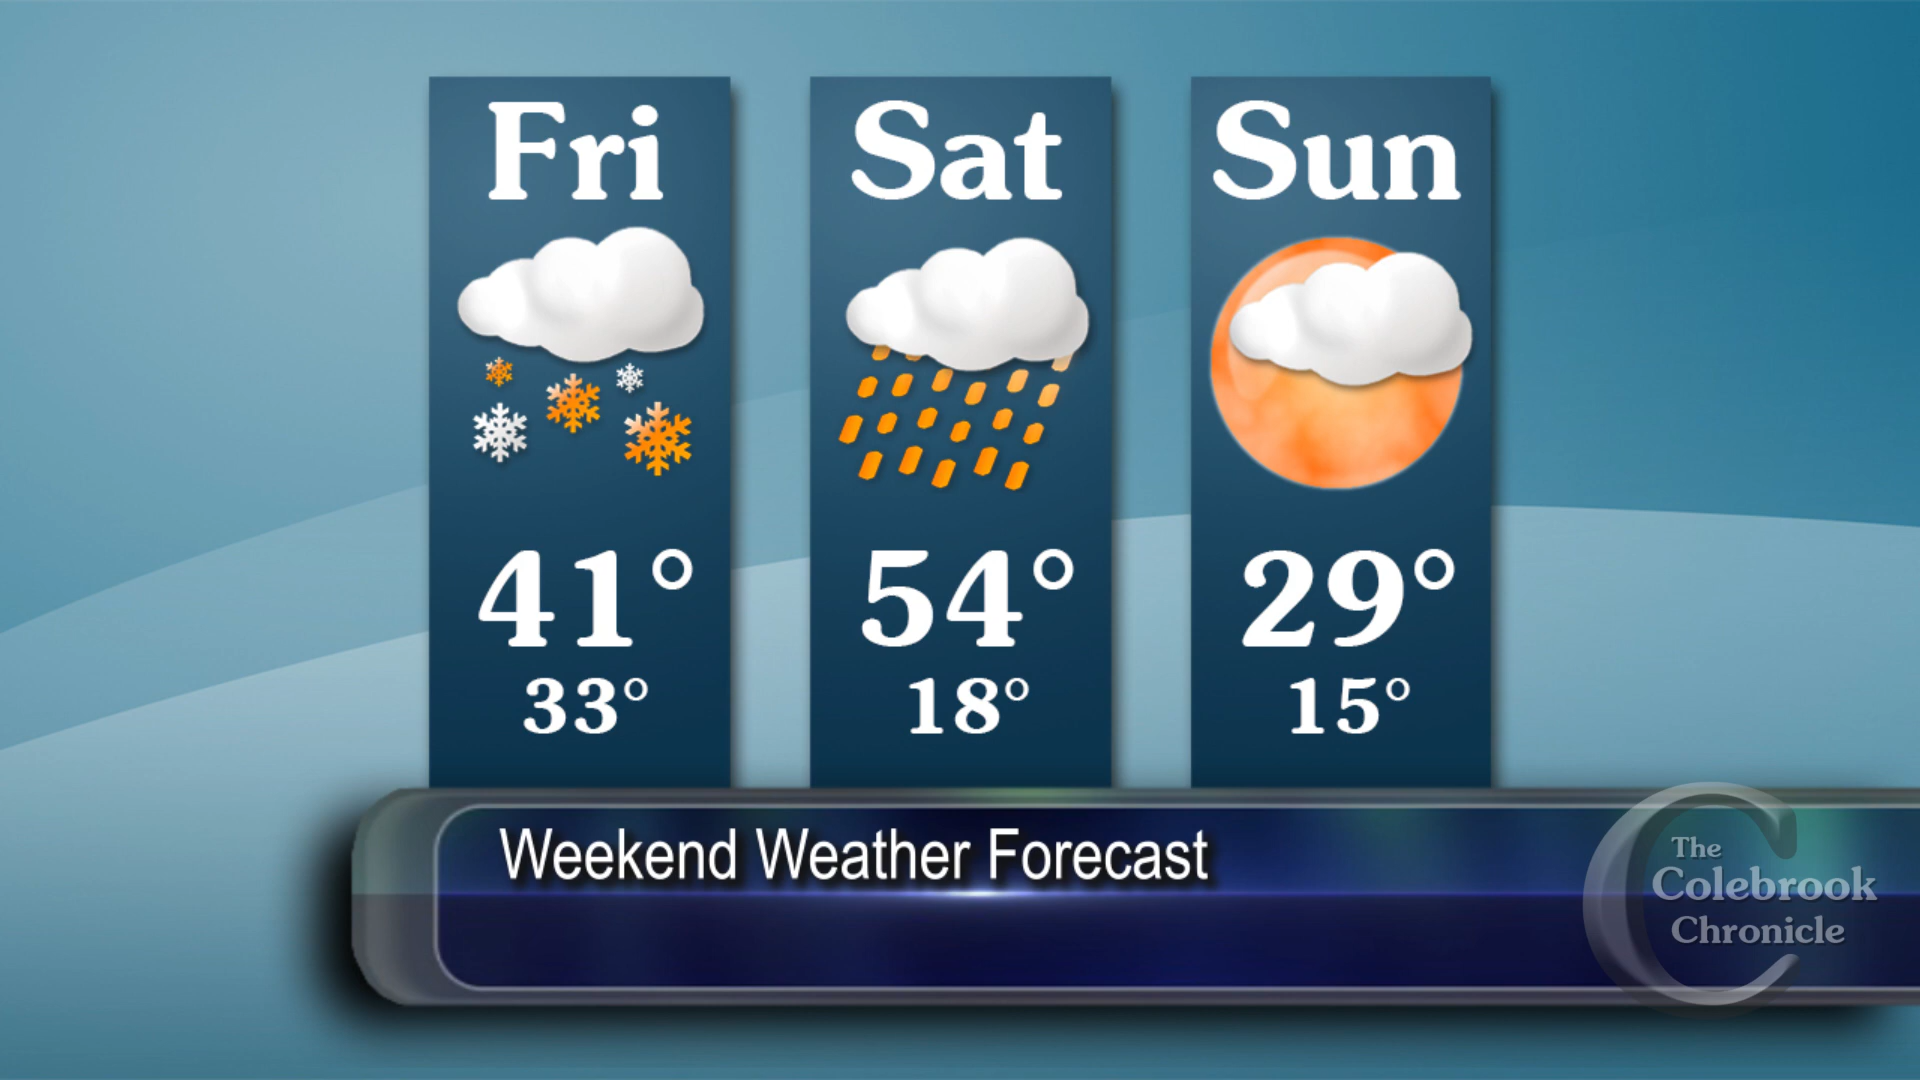 Fri
Sat
Sun
41°
54°
29°
33°
18°
15°
Weekend Weather Forecast
The
Colebrook
Chronicle